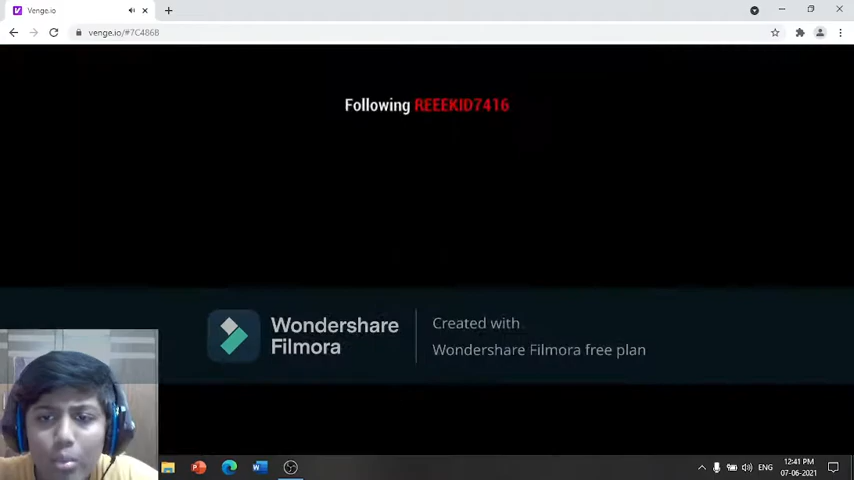 Venge.io
venge.io/#7C486B
Following REEEKID7416
Wondershare
Filmora
Created with
Wondershare Filmora free plan
ENG
12:41 PM
07-06-2021